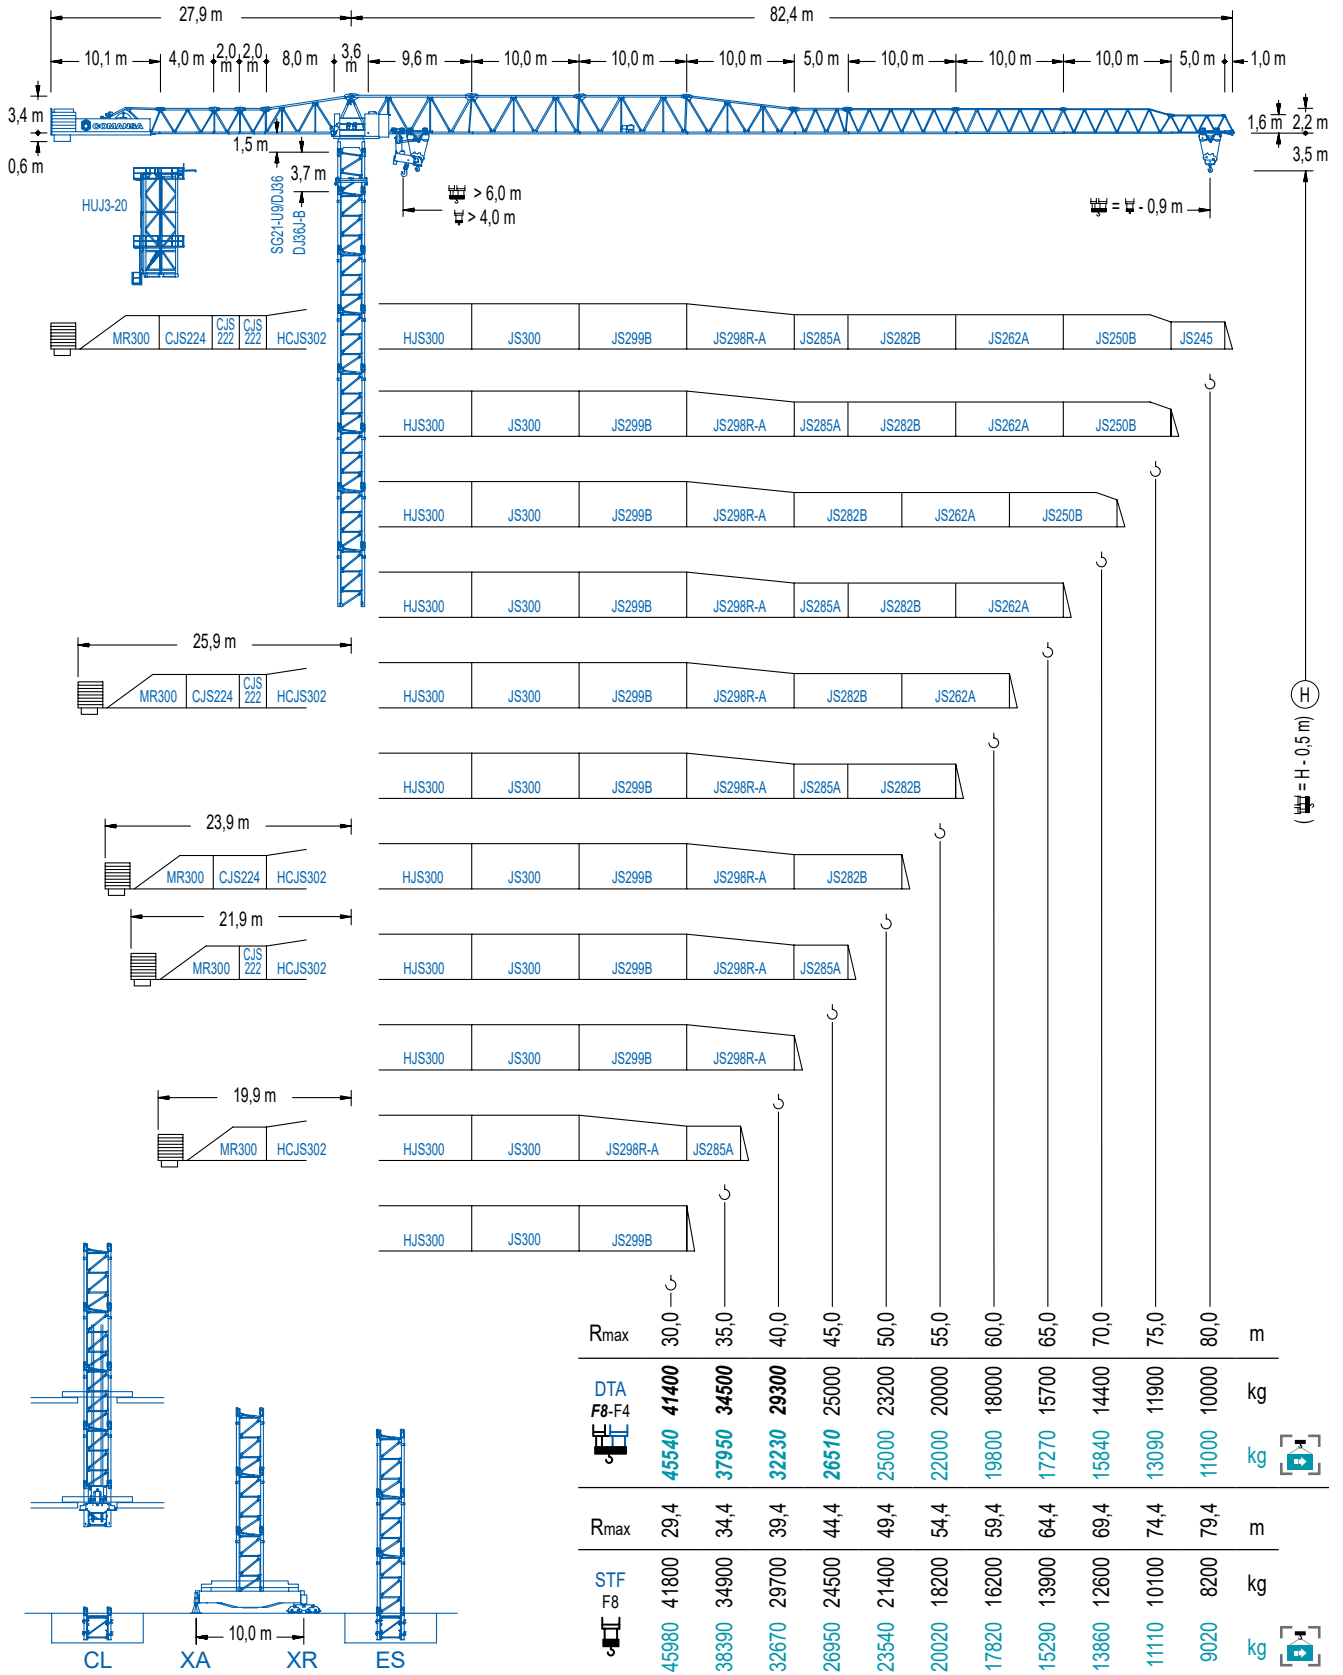 27,9 m 82,4 m
10,1 m 4,0 m 2,0 m 2,0 m 8,0 m 3,6 m 9,6 m 10,0 m 10,0 m 10,0 m 5,0 m 10,0 m 10,0 m 10,0 m 5,0 m 1,0 m
3,4 m
0,6 m
COMANSA
1,5 m
3,7 m
1,6 m 2,2 m
3,5 m
HUJ3-20
SG21-U9/DJ36
DJ36J-B
> 6,0 m
> 4,0 m
= - 0,9 m
MR300 CJS224 CJS 222 CJS 222 HCJS302 HJS300 JS300 JS299B JS298R-A JS285A JS282B JS262A JS250B JS245
HJS300 JS300 JS299B JS298R-A JS285A JS282B JS262A JS250B
HJS300 JS300 JS299B JS298R-A JS282B JS262A JS250B
HJS300 JS300 JS299B JS298R-A JS285A JS282B JS262A
25,9 m
MR300 CJS224 CJS 222 HCJS302 HJS300 JS300 JS299B JS298R-A JS282B JS262A
H
( = H - 0,5 m)
HJS300 JS300 JS299B JS298R-A JS285A JS282B
23,9 m
MR300 CJS224 HCJS302 HJS300 JS300 JS299B JS298R-A JS282B
21,9 m
MR300 CJS 222 HCJS302 HJS300 JS300 JS299B JS298R-A JS285A
HJS300 JS300 JS299B JS298R-A
19,9 m
MR300 HCJS302 HJS300 JS300 JS298R-A JS285A
HJS300 JS300 JS299B
Rmax 30,0 35,0 40,0 45,0 50,0 55,0 60,0 65,0 70,0 75,0 80,0 m
DTA 41400 34500 29300 25000 23200 20000 18000 15700 14400 11900 10000 kg
F8-F4
45540 37950 32230 26510 25000 22000 19800 17270 15840 13090 11000 kg
Rmax 29,4 34,4 39,4 44,4 49,4 54,4 59,4 64,4 69,4 74,4 79,4 m
STF 41800 34900 29700 24500 21400 18200 16200 13900 12600 10100 8200 kg
F8
45980 38390 32670 26950 23540 20020 17820 15290 13860 11110 9020 kg
10,0 m
CL XA XR ES